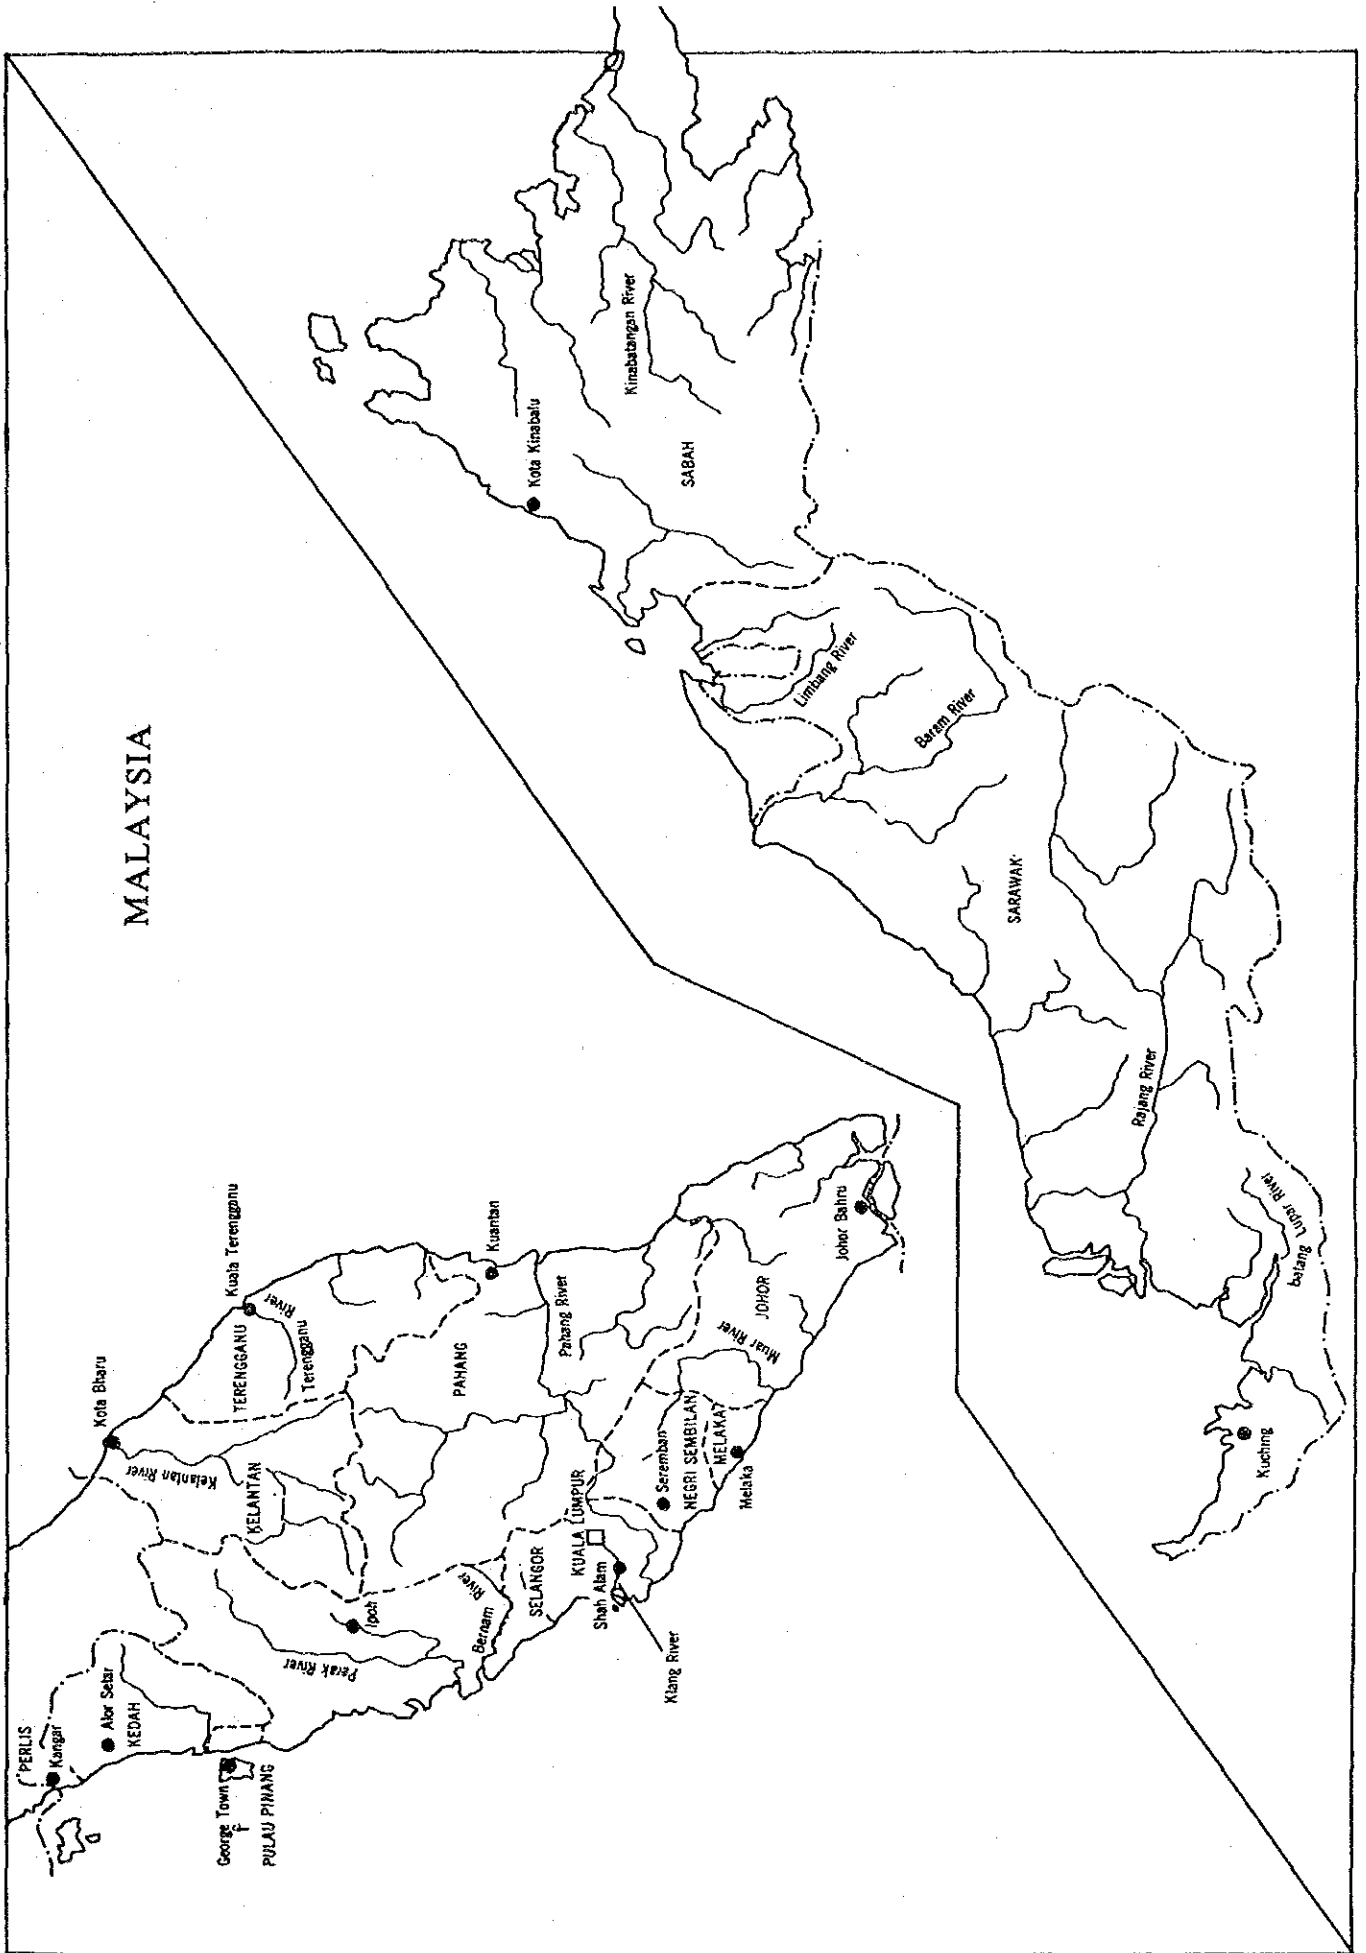 MALAYSIA
PERLIS
Kangar
Alor Setar
KEDAH
George Town
PULAU PINANG
Kota Bharu
Kelantan River
KELANTAN
Kuala Terengganu
TERENGGANU
Terengganu River
Perak River
Ipoh
Bernam River
PAHANG
Kuantan
Pahang River
SELANGOR
KUALA LUMPUR
Shah Alam
Klang River
Seremban
NEGRI SEMBILAN
MELAKA
Melaka
Muar River
JOHOR
Johor Bahru
Kota Kinabalu
Kinabatangan River
SABAH
Limbang River
Baram River
SARAWAK
Rajang River
batang Lupar River
Kuching